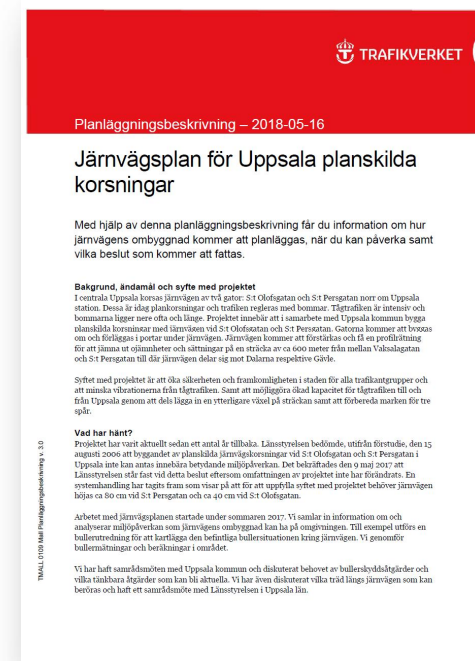 TRAFIKVERKET
Planläggningsbeskrivning – 2018-05-16
Järnvägsplan för Uppsala planskilda
korsningar
Med hjälp av denna planläggningsbeskrivning får du information om hur
järnvägens ombyggnad kommer att planläggas, när du kan påverka samt
vilka beslut som kommer att fattas.
Bakgrund, ändamål och syfte med projektet
I centrala Uppsala korsas järnvägen av två gator: S:t Olofsgatan och S:t Persgatan norr om Uppsala
station. Dessa är idag plankorsningar och trafiken regleras med bommar. Tågtrafiken är intensiv och
bommarna ligger nere ofta och länge. Projektet innebär att i samarbete med Uppsala kommun bygga
planskilda korsningar med järnvägen vid S:t Olofsgatan och S:t Persgatan. Gatorna kommer att byggas
om och förläggas i portar under järnvägen. Järnvägen kommer att förstärkas och få en profilrätning
för att jämna ut ojämnheter och sättningar på en sträcka av ca 600 meter från mellan Vaksalagatan
och S:t Persgatan till där järnvägen delar sig mot Dalarna respektive Gävle.
Syftet med projektet är att öka säkerheten och framkomligheten i staden för alla trafikantgrupper och
att minska vibrationerna från tågtrafiken. Samt att möjliggöra ökad kapacitet för tågtrafiken till och
från Uppsala genom att dels lägga in en ytterligare växel på sträckan samt att förbereda marken för tre
spår.
Vad har hänt?
Projektet har varit aktuellt sedan ett antal år tillbaka. Länsstyrelsen bedömde, utifrån förstudie, den 15
augusti 2006 att byggandet av planskilda järnvägskorsningar vid S:t Olofsgatan och S:t Persgatan i
Uppsala inte kan antas innebära betydande miljöpåverkan. Det bekräftades den 9 maj 2017 att
Länsstyrelsen står fast vid detta beslut eftersom omfattningen av projektet inte har förändrats. En
systemhandling har tagits fram som visar på att för att uppfylla syftet med projektet behöver järnvägen
höjas ca 80 cm vid S:t Persgatan och ca 40 cm vid S:t Olofsgatan.
Arbetet med järnvägsplanen startade under sommaren 2017. Vi samlar in information om och
analyserar miljöpåverkan som järnvägens ombyggnad kan ha på omgivningen. Till exempel utförs en
bullerutredning för att kartlägga den befintliga bullersituationen kring järnvägen. Vi genomför
bullermätningar och beräkningar i området.
Vi har haft samrådsmöten med Uppsala kommun och diskuterat behovet av bullerskyddsåtgärder och
vilka tänkbara åtgärder som kan bli aktuella. Vi har även diskuterat vilka träd längs järnvägen som kan
beröras och haft ett samrådsmöte med Länsstyrelsen i Uppsala län.
TMALL 0109 Mall Planläggningsbeskrivning v. 3.0